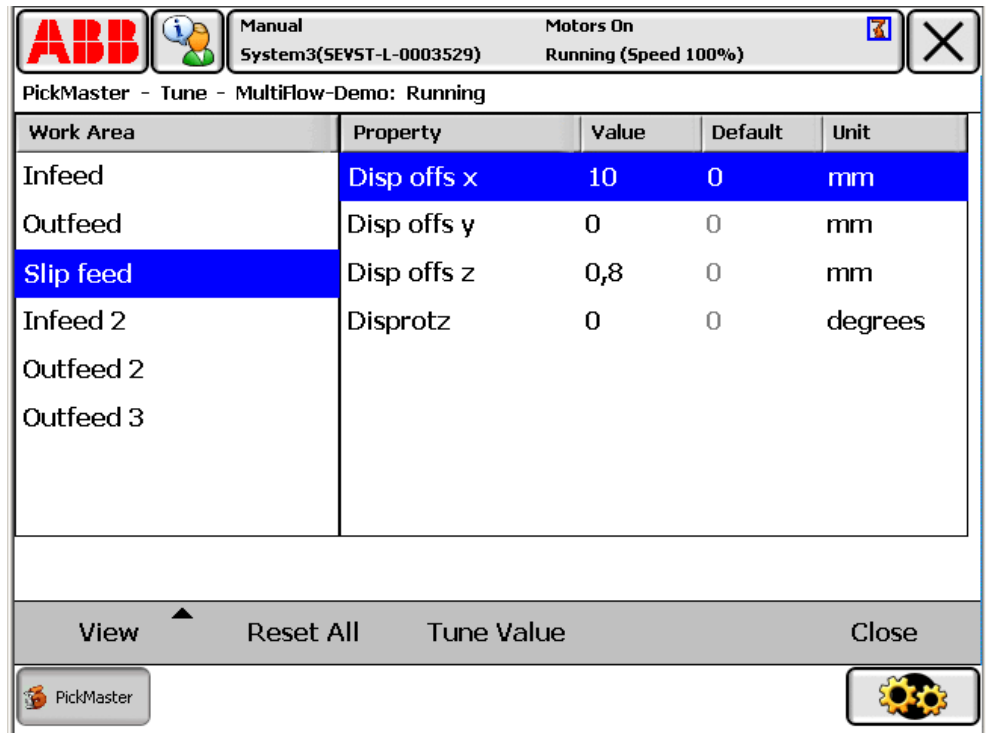 ABB Manual Motors On
System3(SEVST-L-0003529) Running (Speed 100%)
PickMaster - Tune - MultiFlow-Demo: Running
Work Area Property Value Default Unit
Infeed Disp offs x 10 0 mm
Outfeed Disp offs y 0 0 mm
Slip feed Disp offs z 0,8 0 mm
Infeed 2 Disprotz 0 0 degrees
Outfeed 2
Outfeed 3
View Reset All Tune Value Close
PickMaster